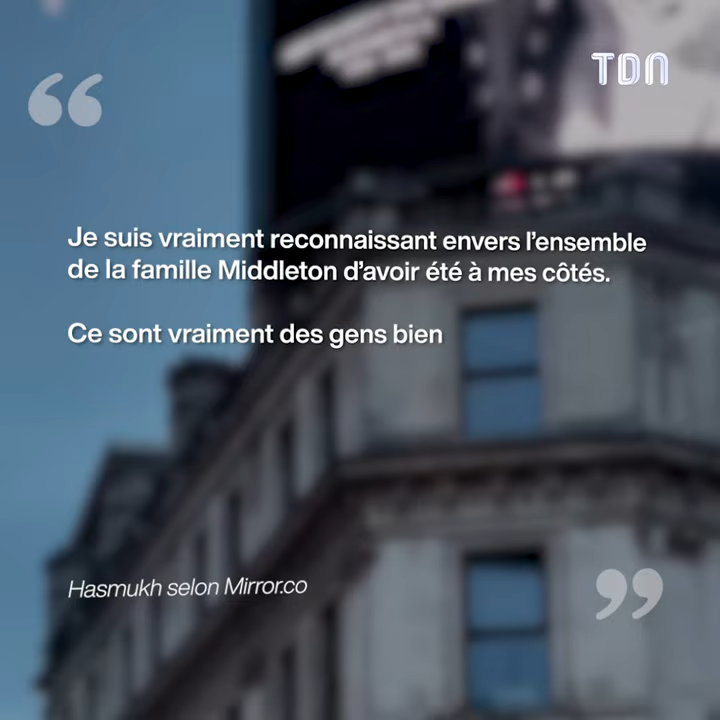 TDN
Je suis vraiment reconnaissant envers l’ensemble
de la famille Middleton d’avoir été à mes côtés.
Ce sont vraiment des gens bien
Hasmukh selon Mirror.co